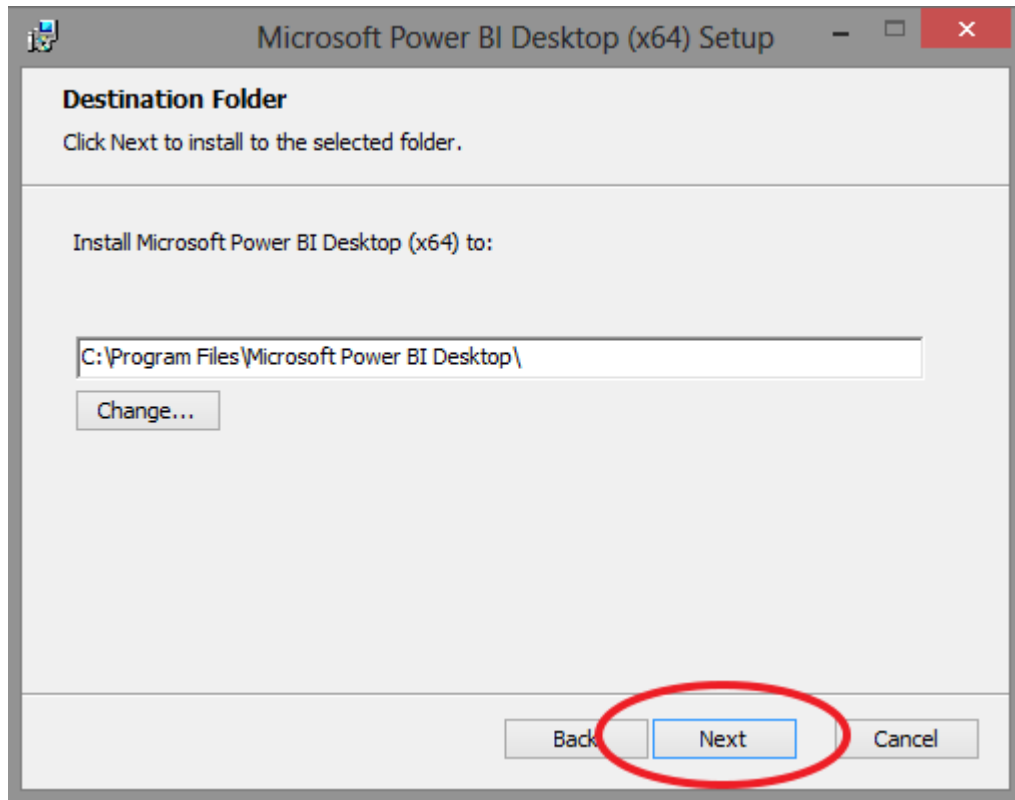 Microsoft Power BI Desktop (x64) Setup
Destination Folder
Click Next to install to the selected folder.
Install Microsoft Power BI Desktop (x64) to:
C:\Program Files\Microsoft Power BI Desktop\
Change...
Back Next Cancel